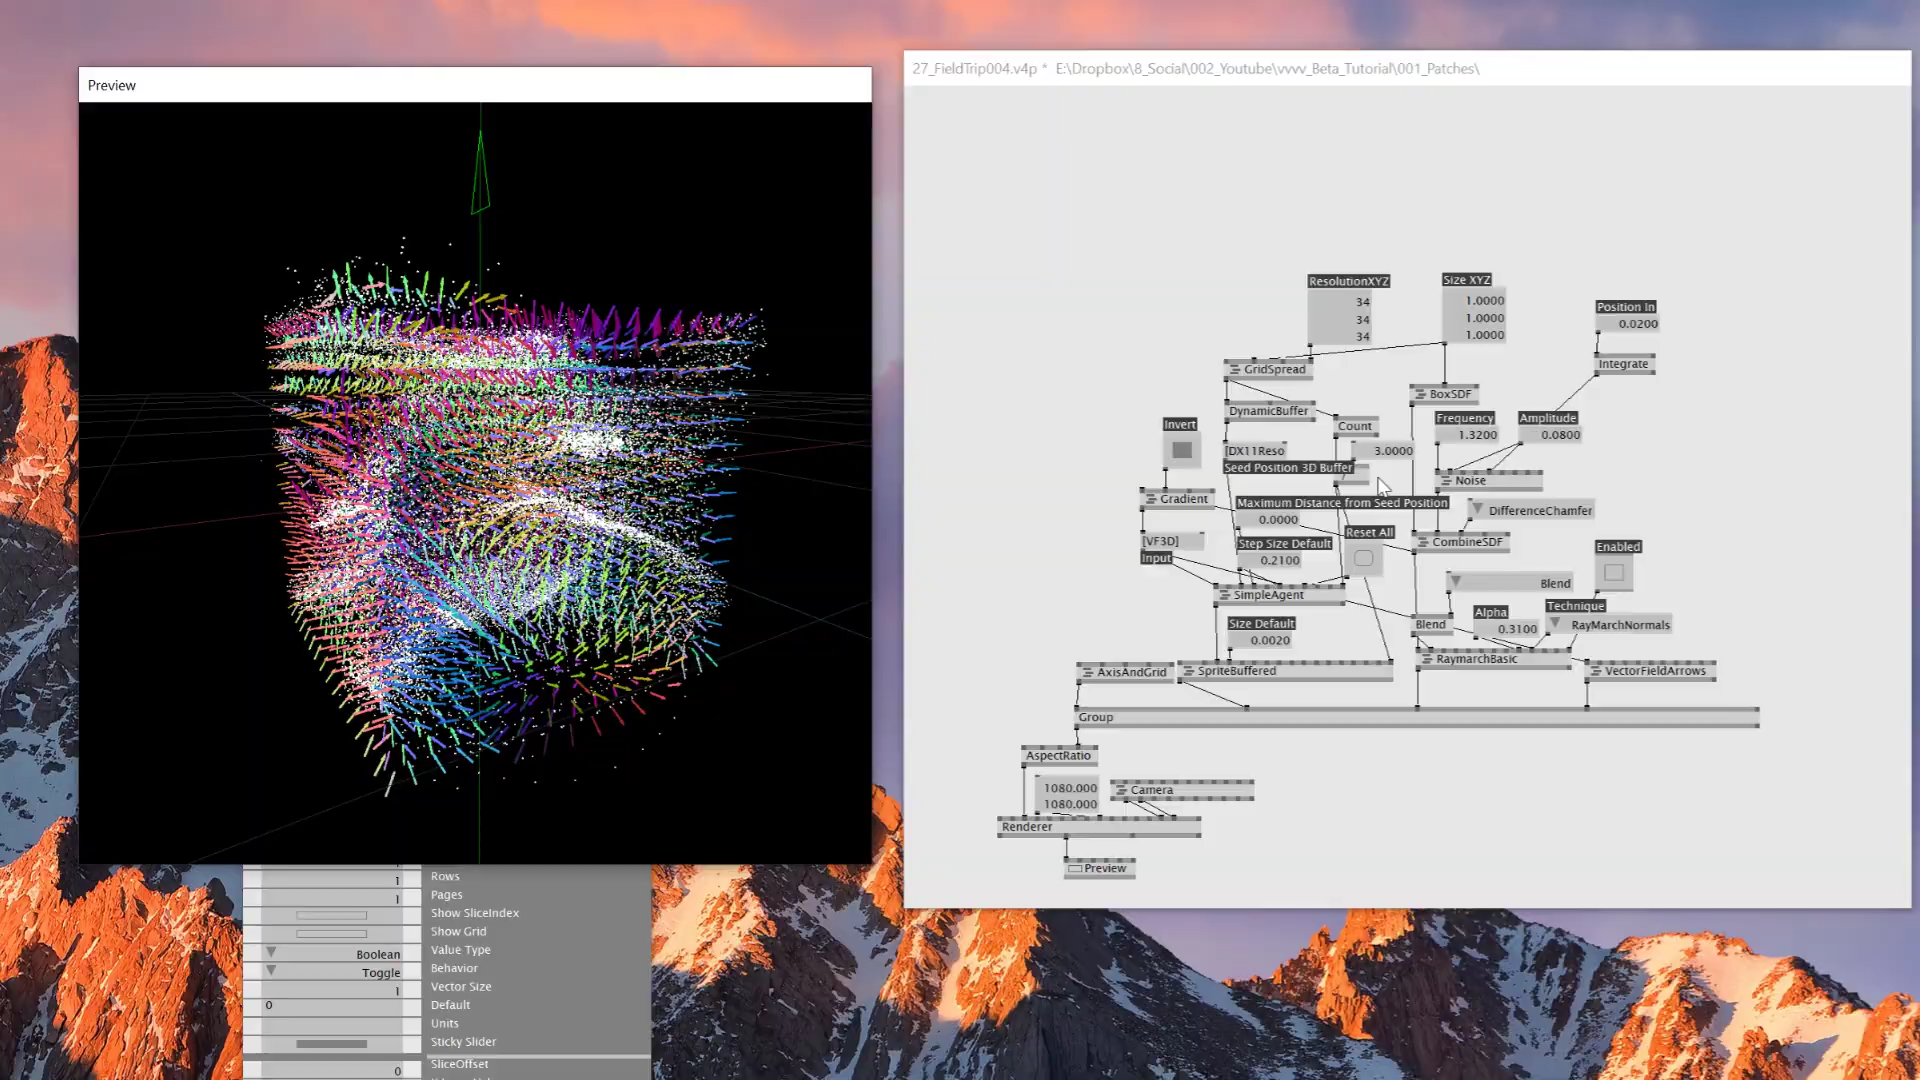 Preview
27_FieldTrip004.v4p * E:\Dropbox\8_Social\002_Youtube\vvvv_Beta_Tutorial\001_Patches\
ResolutionXYZ
34
34
34
Size XYZ
1.0000
1.0000
1.0000
Position In
0.0200
GridSpread
Integrate
BoxSDF
DynamicBuffer
Count
Frequency
1.3200
Amplitude
0.0800
Invert
[DX11Reso
3.0000
Seed Position 3D Buffer
/
Noise
Gradient
Maximum Distance from Seed Position
0.0000
DifferenceChamfer
[VF3D]
Input
Step Size Default
0.2100
Reset All
CombineSDF
Enabled
Blend
SimpleAgent
Size Default
0.0020
Blend
Alpha
0.3100
Technique
RayMarchNormals
AxisAndGrid
SpriteBuffered
RaymarchBasic
VectorFieldArrows
Group
AspectRatio
1080.000
1080.000
Camera
Renderer
Preview
1 Rows
1 Pages
Show SliceIndex
Show Grid
Boolean Value Type
Toggle Behavior
1 Vector Size
0 Default
Units
Sticky Slider
0 SliceOffset